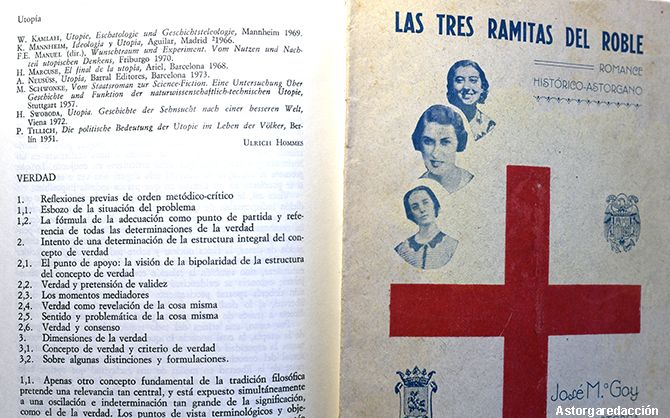 Utopía
W. KAMLAH, Utopie, Eschatologie und Geschichtsteleologie, Mannheim 1969.
K. MANNHEIM, Ideología y Utopía, Aguilar, Madrid ²1966.
F.E. MANUEL (dir.), Wunschtraum und Experiment. Vom Nutzen und Nach-
teil utopischen Denkens, Friburgo 1970.
H. MARCUSE, El final de la utopía, Ariel, Barcelona 1968.
A. NEUSÜSS, Utopía, Barral Editores, Barcelona 1973.
M. SCHWONKE, Vom Staatsroman zur Science-Fiction. Eine Untersuchung Über
Geschichte und Funktion der naturwissenschaftlich-technischen Utopie,
Stuttgart 1957.
H. SWOBODA, Utopia. Geschichte der Sehnsucht nach einer besseren Welt,
Viena 1972.
P. TILLICH, Die politische Bedeutung der Utopie im Leben der Völker, Ber-
lín 1951.
ULRICH HOMMES
VERDAD
1. Reflexiones previas de orden metódico-crítico
1,1. Esbozo de la situación del problema
1,2. La fórmula de la adecuación como punto de partida y refe-
rencia de todas las determinaciones de la verdad
2. Intento de una determinación de la estructura integral del con-
cepto de verdad
2,1. El punto de apoyo: la visión de la bipolaridad de la estructura
del concepto de verdad
2,2. Verdad y pretensión de validez
2,3. Los momentos mediadores
2,4. Verdad como revelación de la cosa misma
2,5. Sentido y problemática de la cosa misma
2,6. Verdad y consenso
3. Dimensiones de la verdad
3,1. Concepto de verdad y criterio de verdad
3,2. Sobre algunas distinciones y formulaciones.
1,1. Apenas otro concepto fundamental de la tradición filosófica
pretende una relevancia tan central, y está expuesto simultáneamente
a una oscilación e indeterminación tan grande de la significación,
como el de la verdad. Los puntos de vista terminológicos y obje-
LAS TRES RAMITAS DEL ROBLE
ROMANCE
HISTÓRICO-ASTORGANO
José M.ª Goy
Astorgaredacción